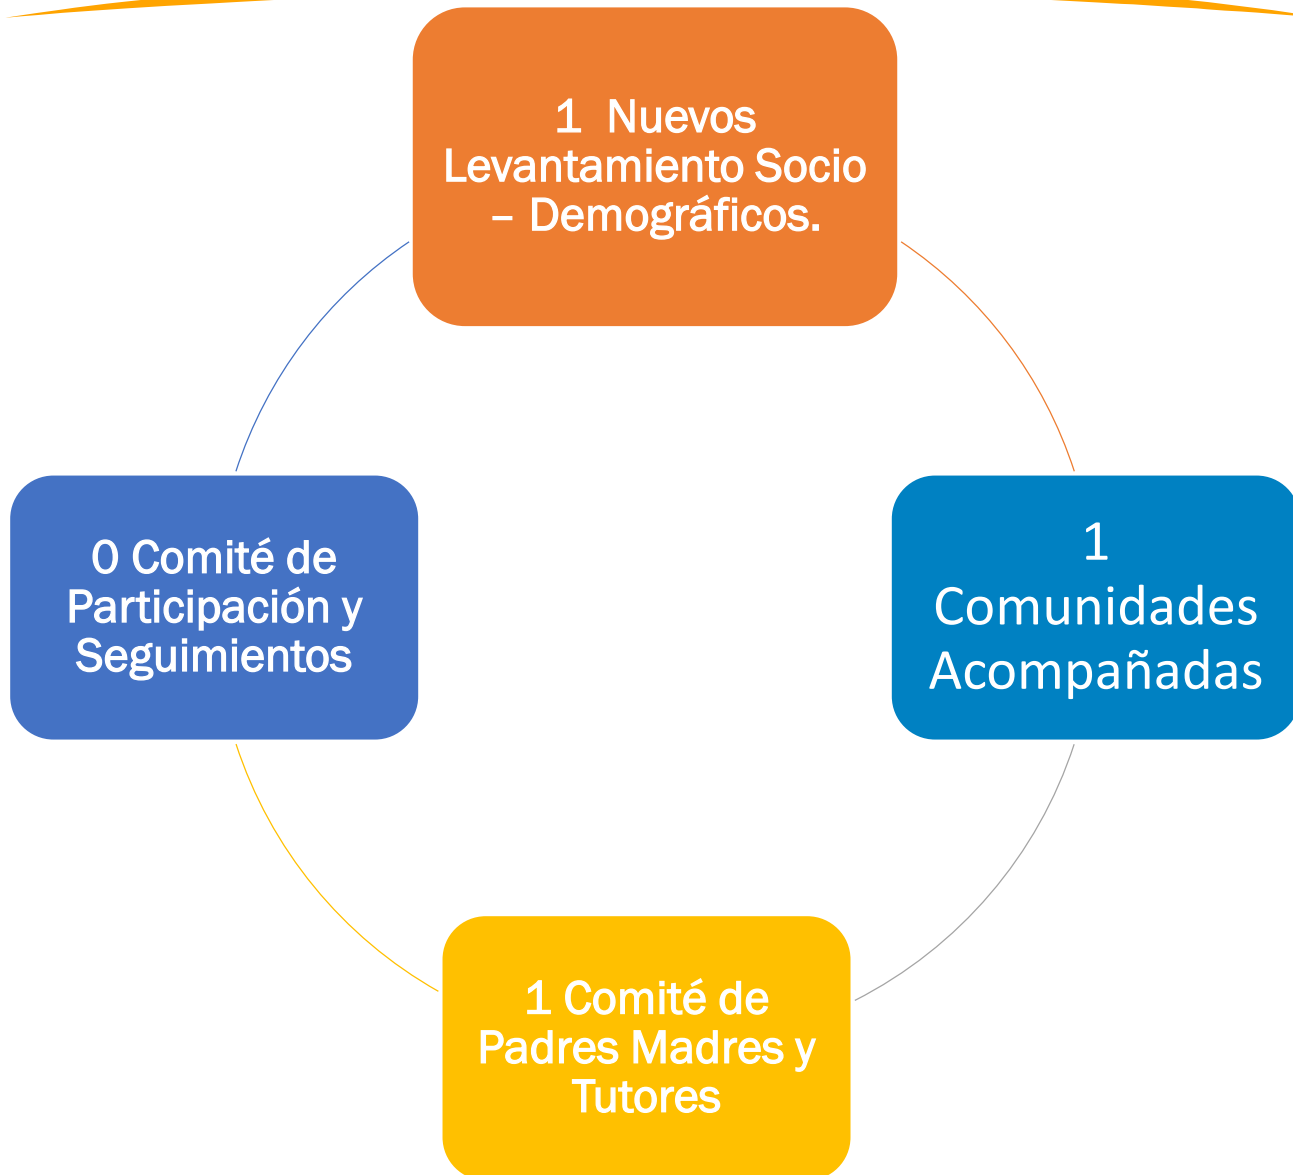 1 Nuevos
Levantamiento Socio
– Demográficos.
1
Comunidades
Acompañadas
1 Comité de
Padres Madres y
Tutores
0 Comité de
Participación y
Seguimientos